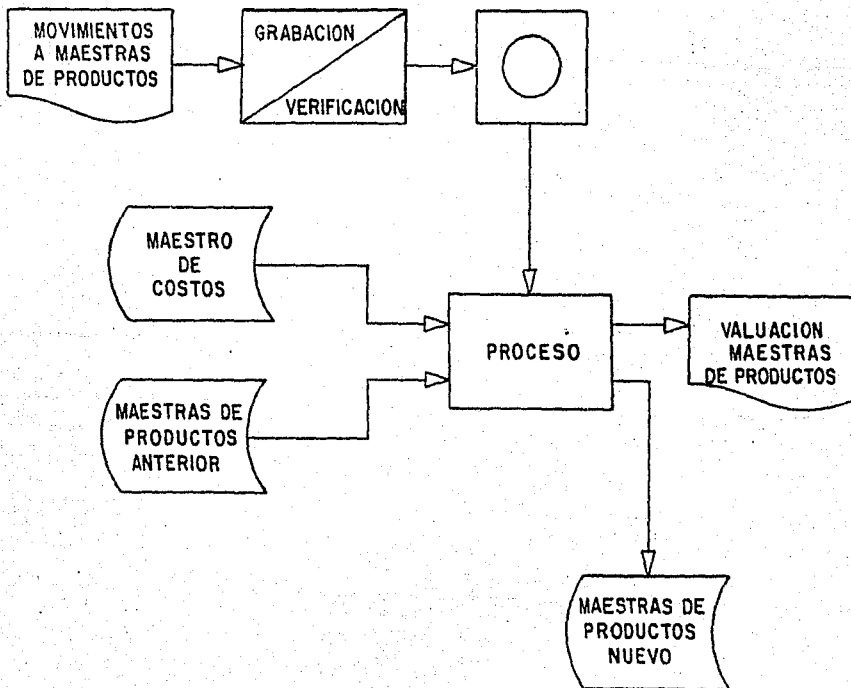 MOVIMIENTOS
A MAESTRAS
DE PRODUCTOS
GRABACION
VERIFICACION
MAESTRO
DE
COSTOS
PROCESO
VALUACION
MAESTRAS
DE PRODUCTOS
MAESTRAS DE
PRODUCTOS
ANTERIOR
MAESTRAS DE
PRODUCTOS
NUEVO